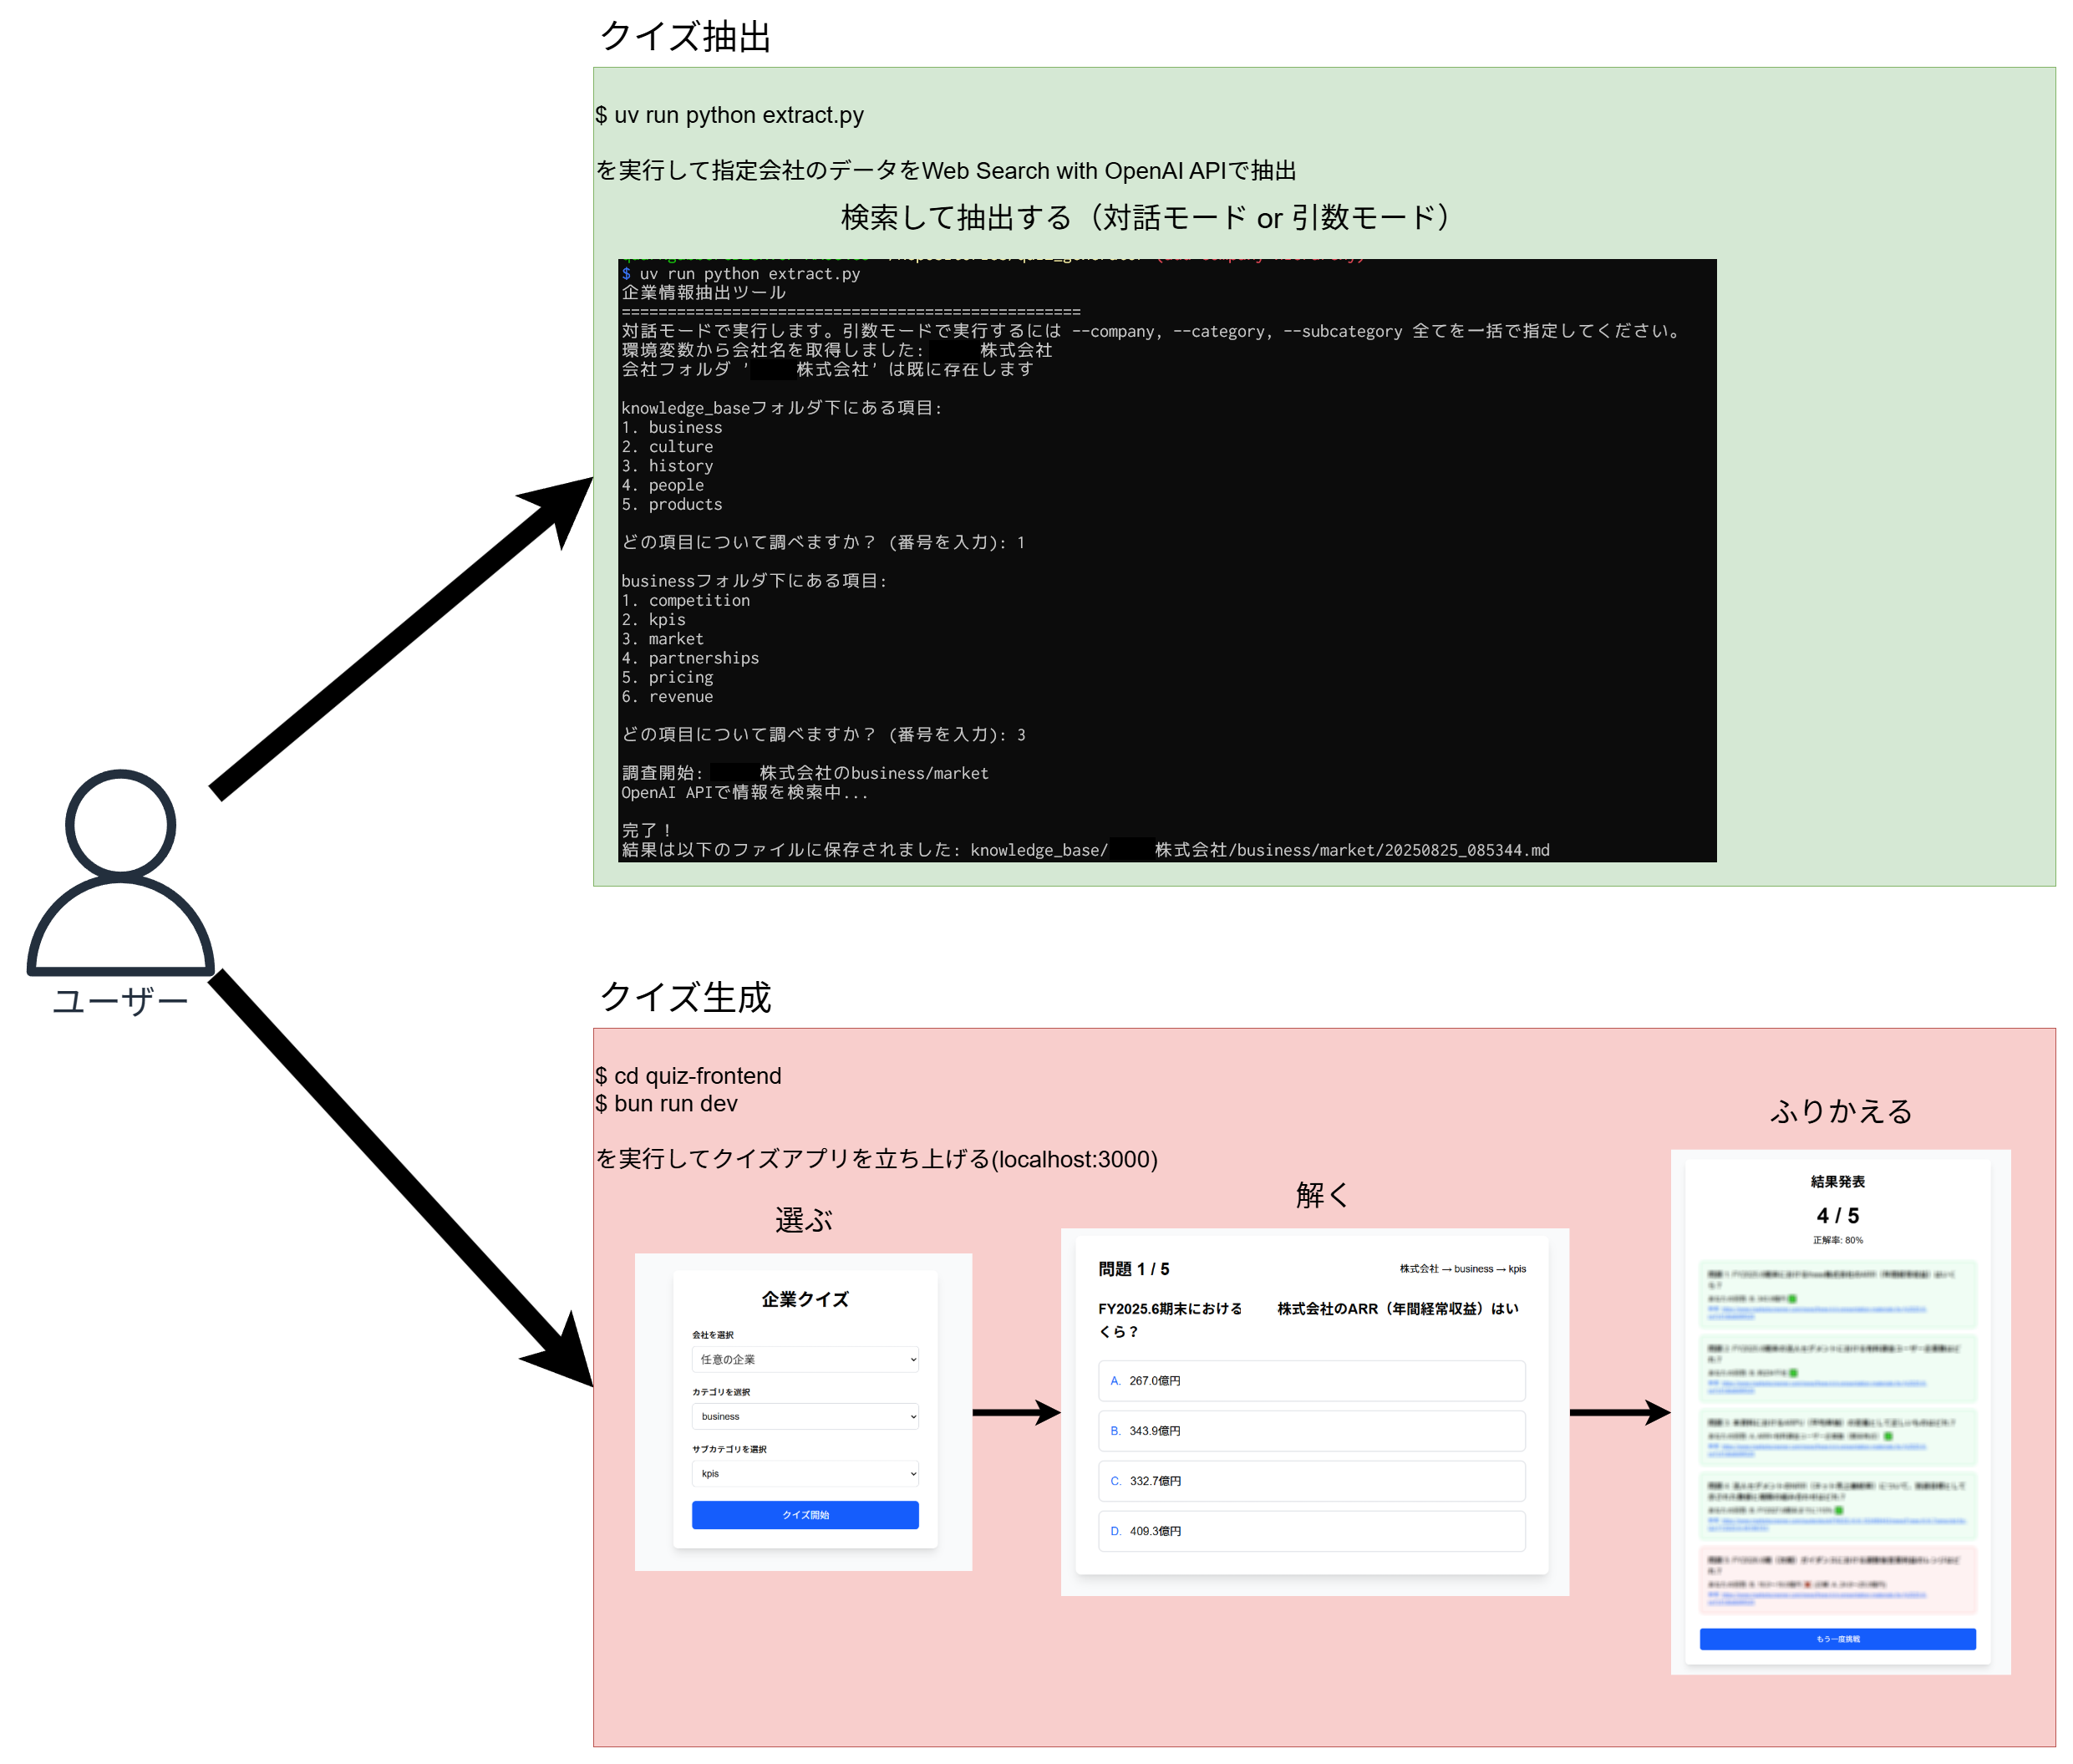 クイズ抽出
$ uv run python extract.py
を実行して指定会社のデータをWeb Search with OpenAI APIで抽出
検索して抽出する（対話モード or 引数モード）
$ uv run python extract.py
企業情報抽出ツール
==================================================
対話モードで実行します。引数モードで実行するには --company, --category, --subcategory 全てを一括で指定してください。
環境変数から会社名を取得しました: 株式会社
会社フォルダ '株式会社' は既に存在します
knowledge_baseフォルダ下にある項目:
1. business
2. culture
3. history
4. people
5. products
どの項目について調べますか？ (番号を入力): 1
businessフォルダ下にある項目:
1. competition
2. kpis
3. market
4. partnerships
5. pricing
6. revenue
どの項目について調べますか？ (番号を入力): 3
調査開始: 株式会社のbusiness/market
OpenAI APIで情報を検索中...
完了！
結果は以下のファイルに保存されました: knowledge_base/株式会社/business/market/20250825_085344.md
ユーザー
クイズ生成
$ cd quiz-frontend
$ bun run dev
を実行してクイズアプリを立ち上げる(localhost:3000)
選ぶ
企業クイズ
会社を選択
任意の企業
カテゴリを選択
business
サブカテゴリを選択
kpis
クイズ開始
解く
問題 1 / 5
株式会社 → business → kpis
FY2025.6期末における 株式会社のARR（年間経常収益）はい
くら？
A. 267.0億円
B. 343.9億円
C. 332.7億円
D. 409.3億円
ふりかえる
結果発表
4 / 5
正解率: 80%
もう一度挑戦